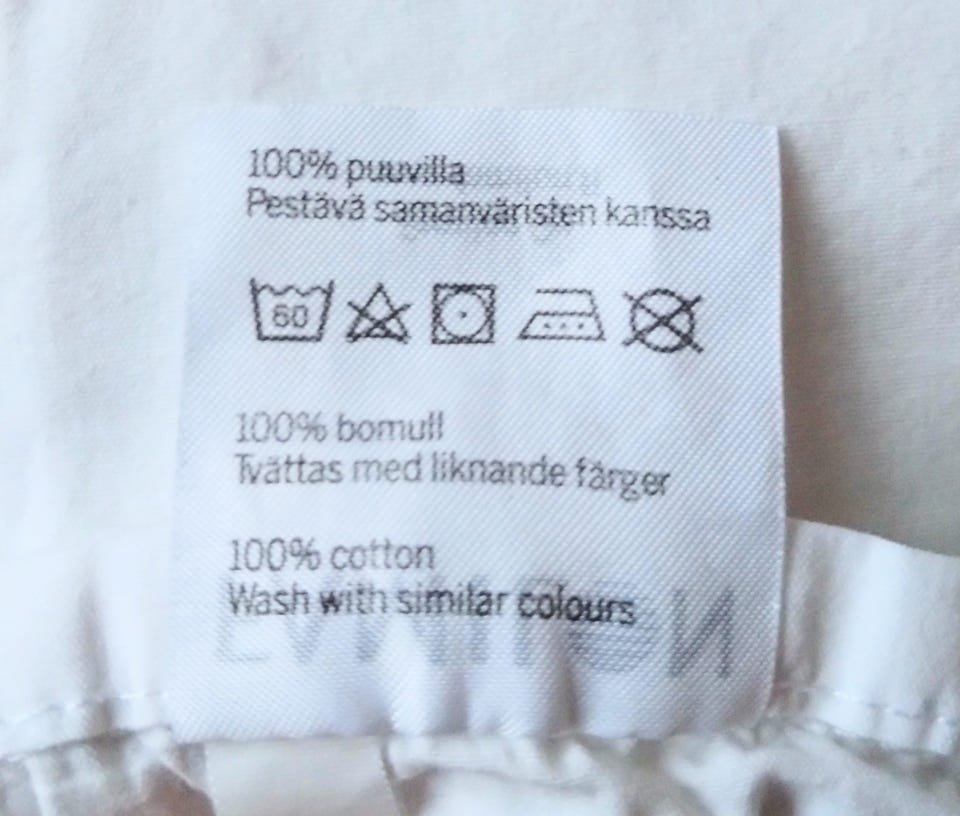 100% puuvilla
Pestävä samanväristen kanssa
60
100% bomull
Tvättas med liknande färger
100% cotton
Wash with similar colours